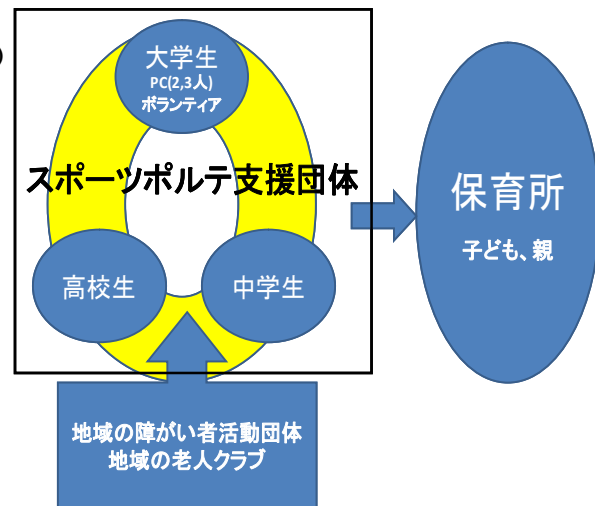 大学生
PC(2,3人)
ボランティア
スポーツポルテ支援団体
高校生
中学生
保育所
子ども、親
地域の障がい者活動団体
地域の老人クラブ